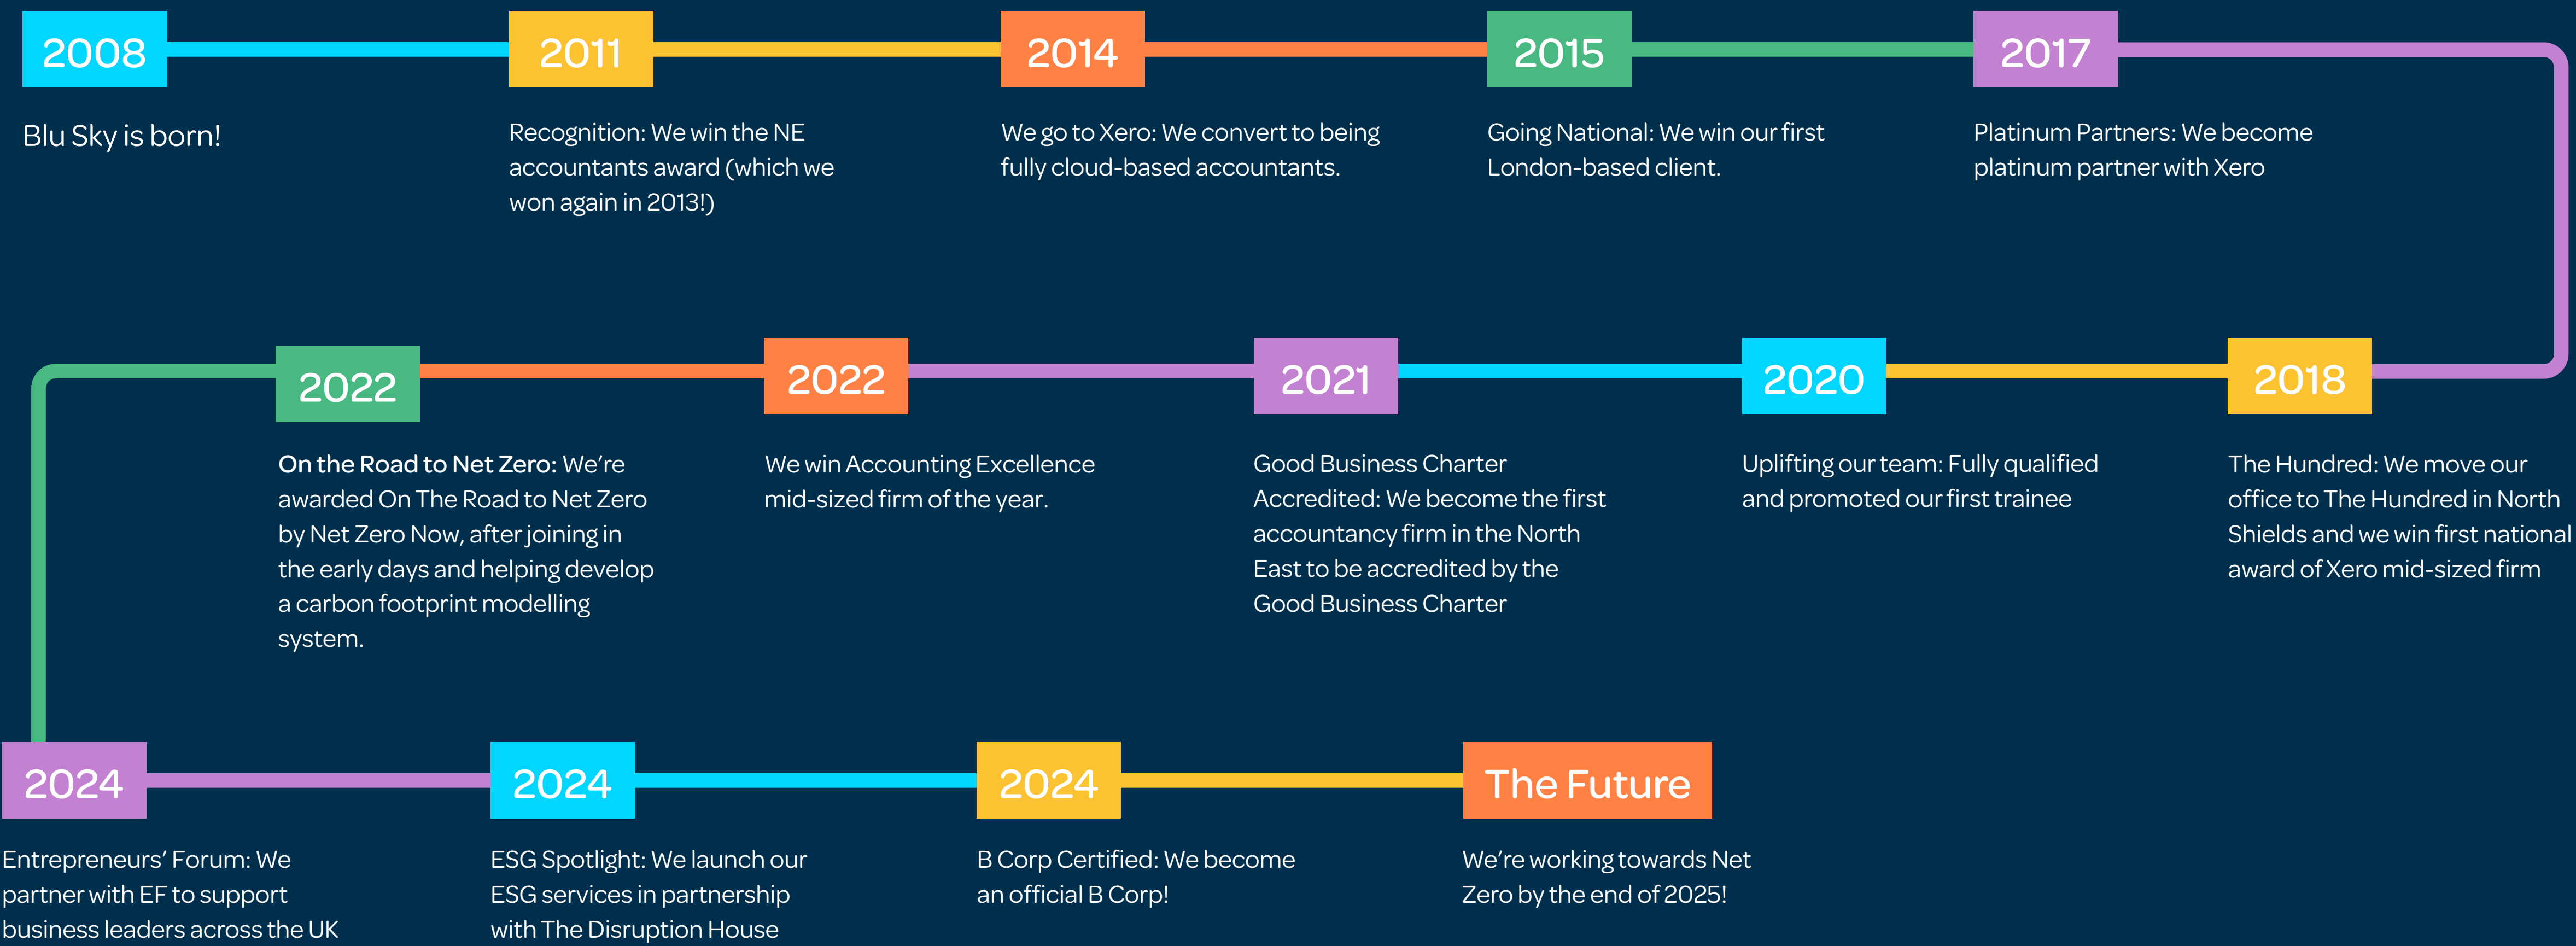 2008
Blu Sky is born!
2011
Recognition: We win the NE
accountants award (which we
won again in 2013!)
2014
We go to Xero: We convert to being
fully cloud-based accountants.
2015
Going National: We win our first
London-based client.
2017
Platinum Partners: We become
platinum partner with Xero
2018
The Hundred: We move our
office to The Hundred in North
Shields and we win first national
award of Xero mid-sized firm
2020
Uplifting our team: Fully qualified
and promoted our first trainee
2021
Good Business Charter
Accredited: We become the first
accountancy firm in the North
East to be accredited by the
Good Business Charter
2022
We win Accounting Excellence
mid-sized firm of the year.
2022
On the Road to Net Zero: We're
awarded On The Road to Net Zero
by Net Zero Now, after joining in
the early days and helping develop
a carbon footprint modelling
system.
2024
Entrepreneurs' Forum: We
partner with EF to support
business leaders across the UK
2024
ESG Spotlight: We launch our
ESG services in partnership
with The Disruption House
2024
B Corp Certified: We become
an official B Corp!
The Future
We're working towards Net
Zero by the end of 2025!